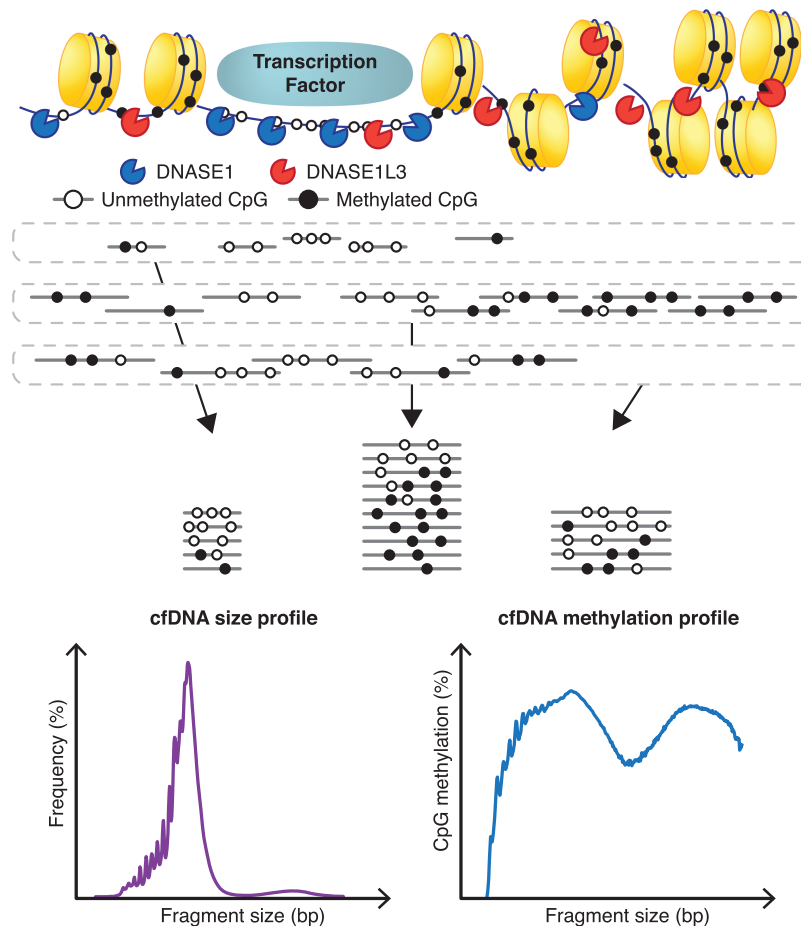 Transcription
Factor
DNASE1 DNASE1L3
Unmethylated CpG Methylated CpG
cfDNA size profile
cfDNA methylation profile
Frequency (%)
Fragment size (bp)
CpG methylation (%)
Fragment size (bp)